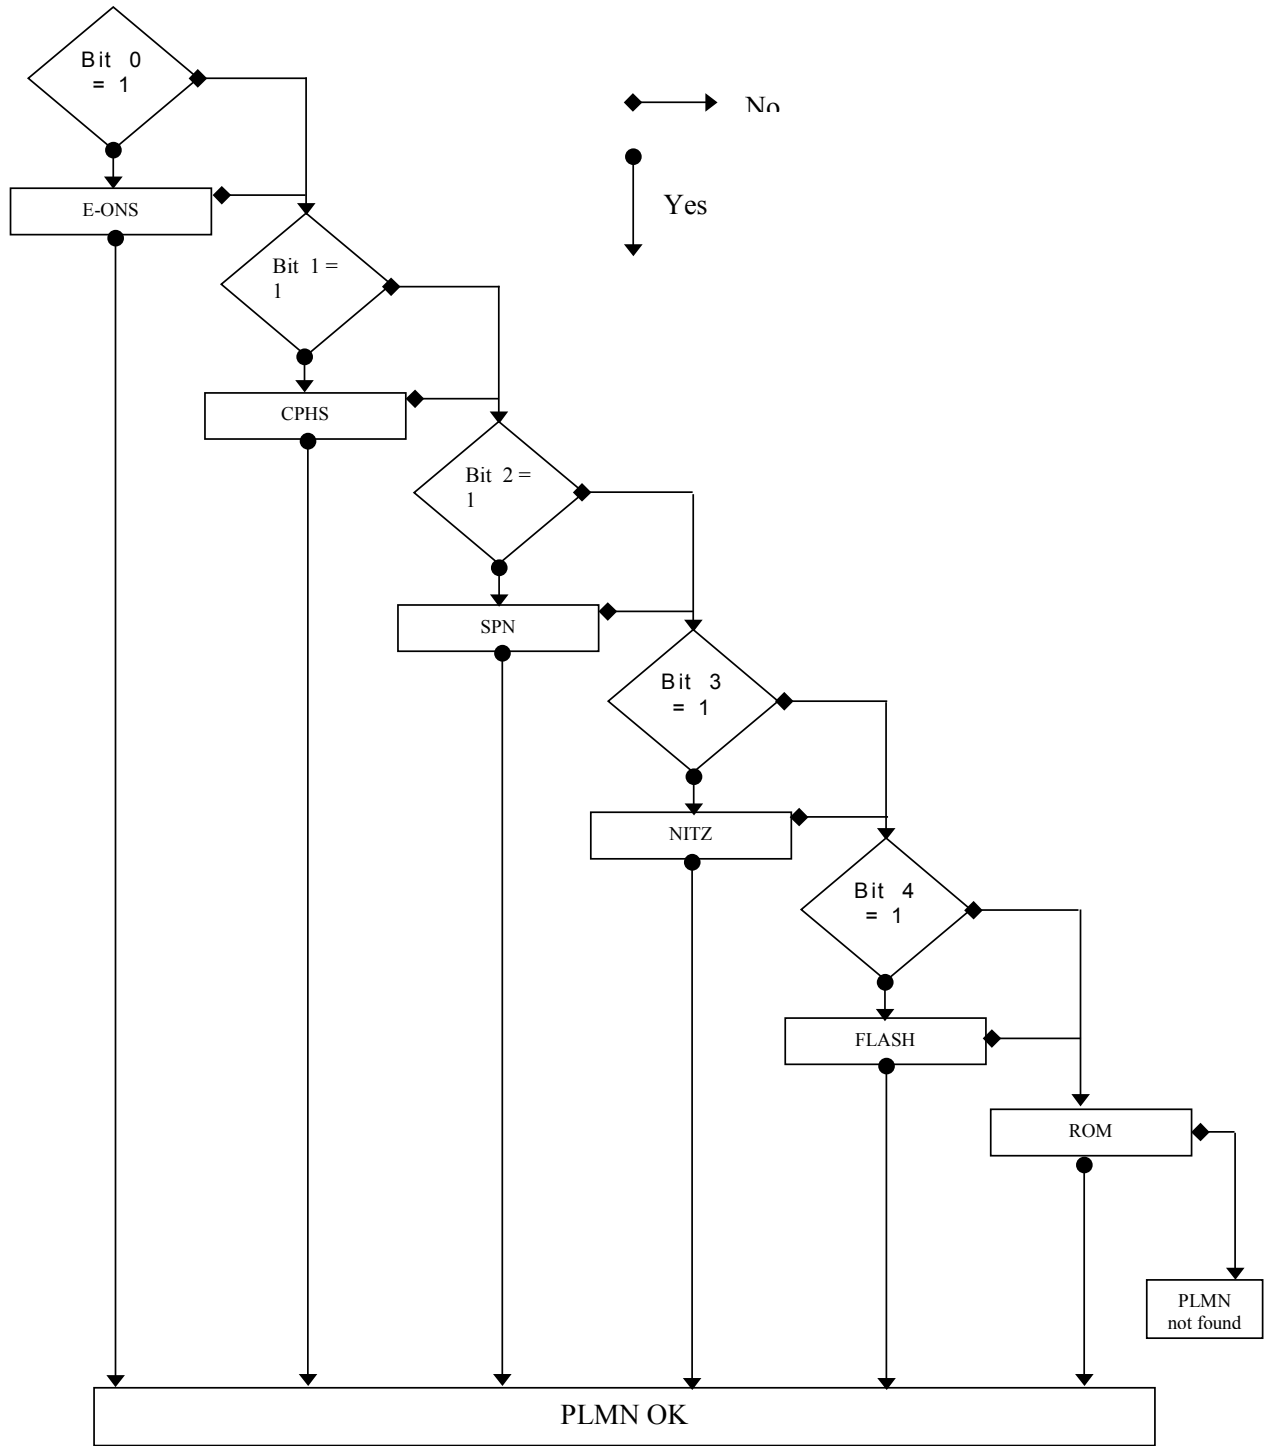 Bit 0
= 1
No
E-ONS
Yes
Bit 1 =
1
CPHS
Bit 2 =
1
SPN
Bit 3
= 1
NITZ
Bit 4
= 1
FLASH
ROM
PLMN
not found
PLMN OK